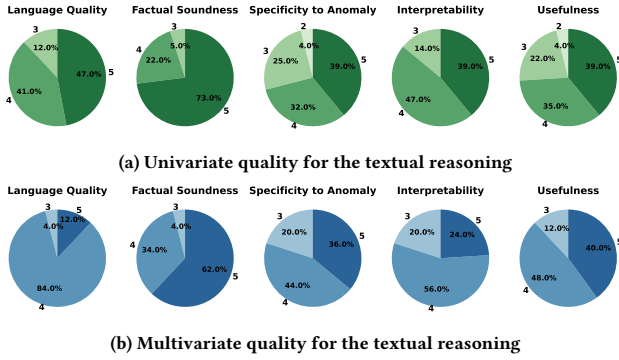 Language Quality Factual Soundness Specificity to Anomaly Interpretability Usefulness
3 12.0% 47.0% 5 41.0% 4
3 5.0% 4 22.0% 73.0% 5
2 4.0% 3 25.0% 39.0% 5 32.0% 4
3 14.0% 39.0% 5 47.0% 4
2 4.0% 3 22.0% 39.0% 5 35.0% 4
(a) Univariate quality for the textual reasoning
Language Quality Factual Soundness Specificity to Anomaly Interpretability Usefulness
3 4.0% 5 12.0% 84.0% 4
3 4.0% 4 34.0% 62.0% 5
3 20.0% 36.0% 5 44.0% 4
3 20.0% 5 24.0% 56.0% 4
3 12.0% 40.0% 5 48.0% 4
(b) Multivariate quality for the textual reasoning